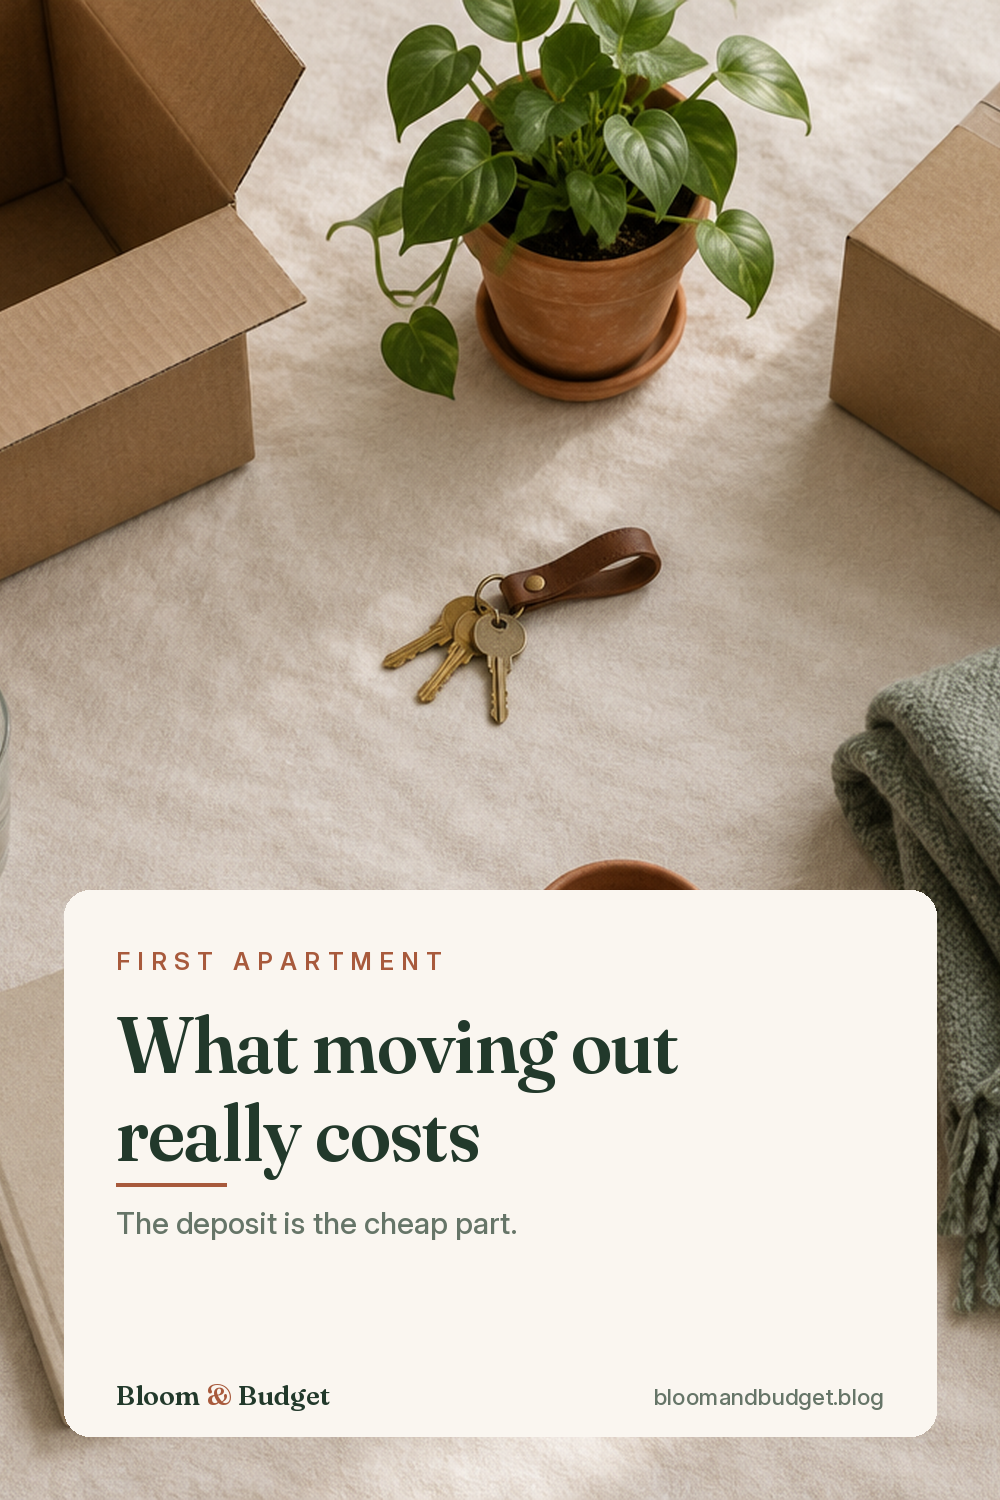 FIRST APARTMENT
What moving out
really costs
The deposit is the cheap part.
Bloom & Budget
bloomandbudget.blog